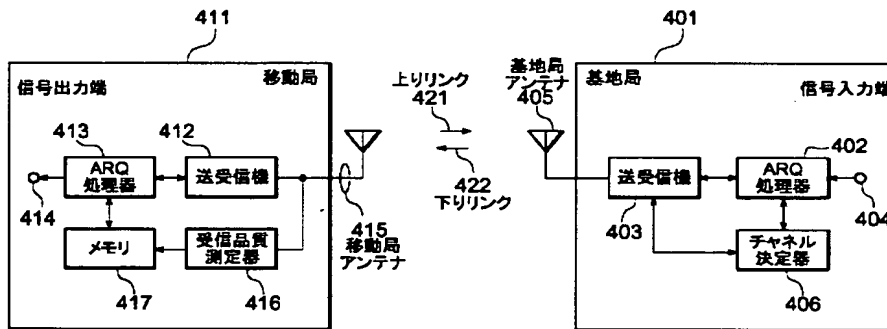 411
移動局
信号出力端
413
ARQ
処理器
412
送受信機
414
メモリ
417
受信品質
測定器
416
415
移動局
アンテナ
上りリンク
421
422
下りリンク
基地局
アンテナ
405
401
基地局
信号入力端
402
送受信機
403
ARQ
処理器
404
チャネル
決定器
406